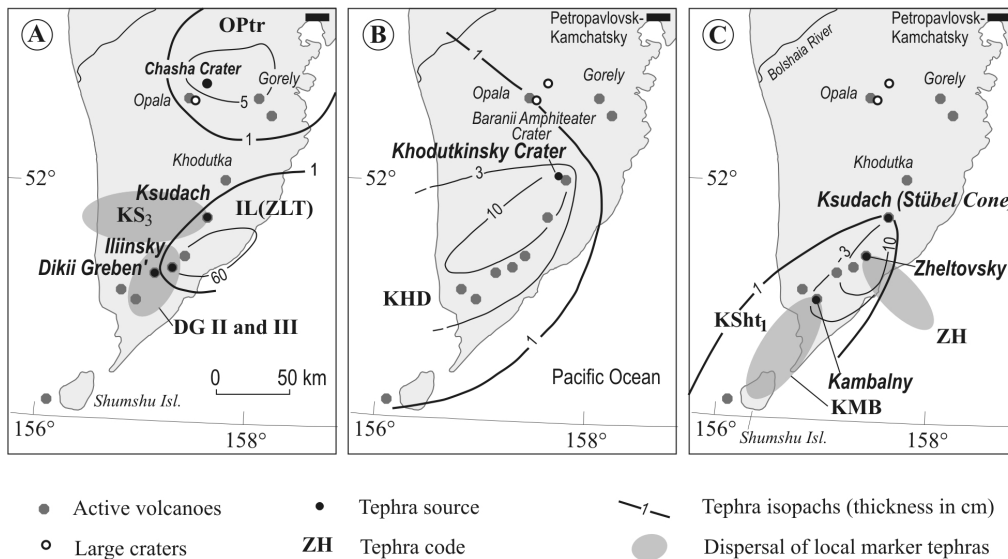 A
OPtr
Chasha Crater
Opala
Gorely
5
1
Khodutka
52°
Ksudach
1
KS3
IL(ZLT)
Iliinsky
Dikii Greben'
60
DG II and III
0 50 km
Shumshu Isl.
156°
158°
B
Petropavlovsk-
Kamchatsky
1
Opala
Gorely
Baranii Amphiteater
Crater
Khodutkinsky Crater
52°
3
10
KHD
1
Pacific Ocean
156°
158°
C
Petropavlovsk-
Kamchatsky
Bolshaia River
Opala
Gorely
Khodutka
52°
Ksudach (Stübel Cone)
3
10
Zheltovsky
1
KSht1
ZH
Kambalny
KMB
Shumshu Isl.
156°
158°
Active volcanoes
Tephra source
1
Tephra isopachs (thickness in cm)
Large craters
ZH
Tephra code
Dispersal of local marker tephras